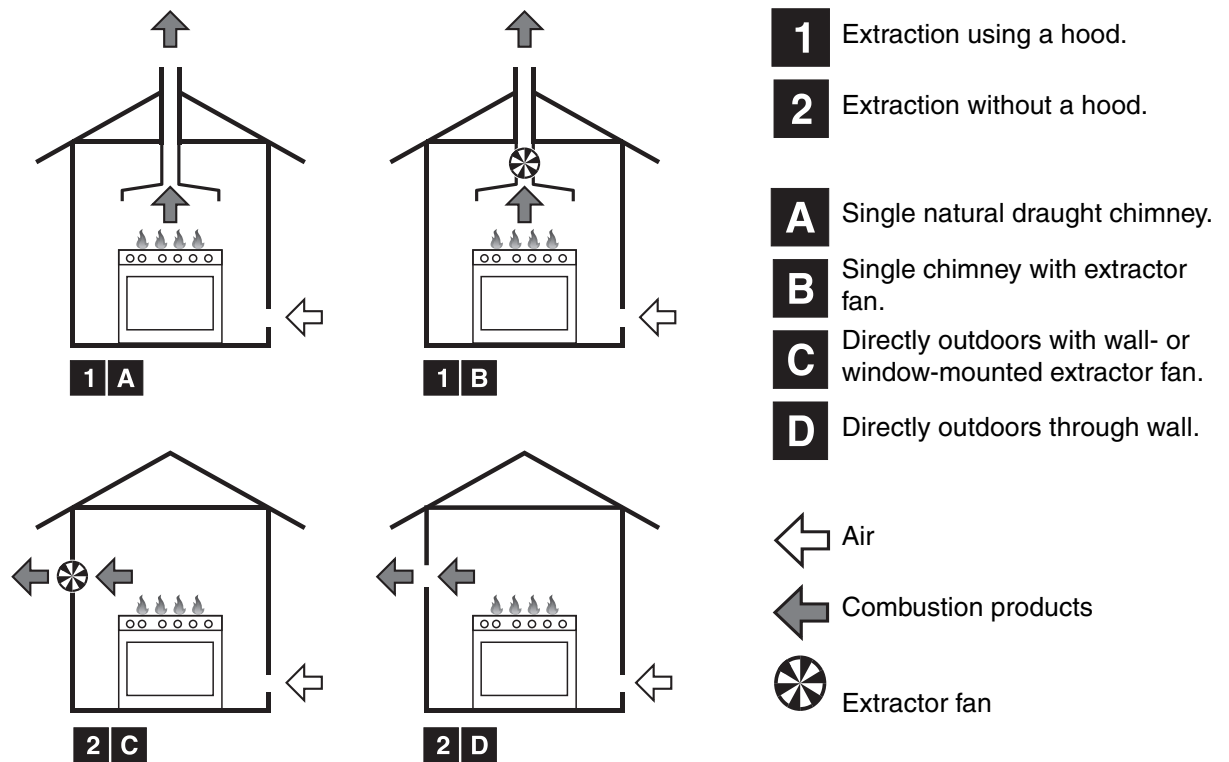 1 A
1 B
2 C
2 D
1 Extraction using a hood.
2 Extraction without a hood.
A Single natural draught chimney.
B Single chimney with extractor
fan.
C Directly outdoors with wall- or
window-mounted extractor fan.
D Directly outdoors through wall.
Air
Combustion products
Extractor fan